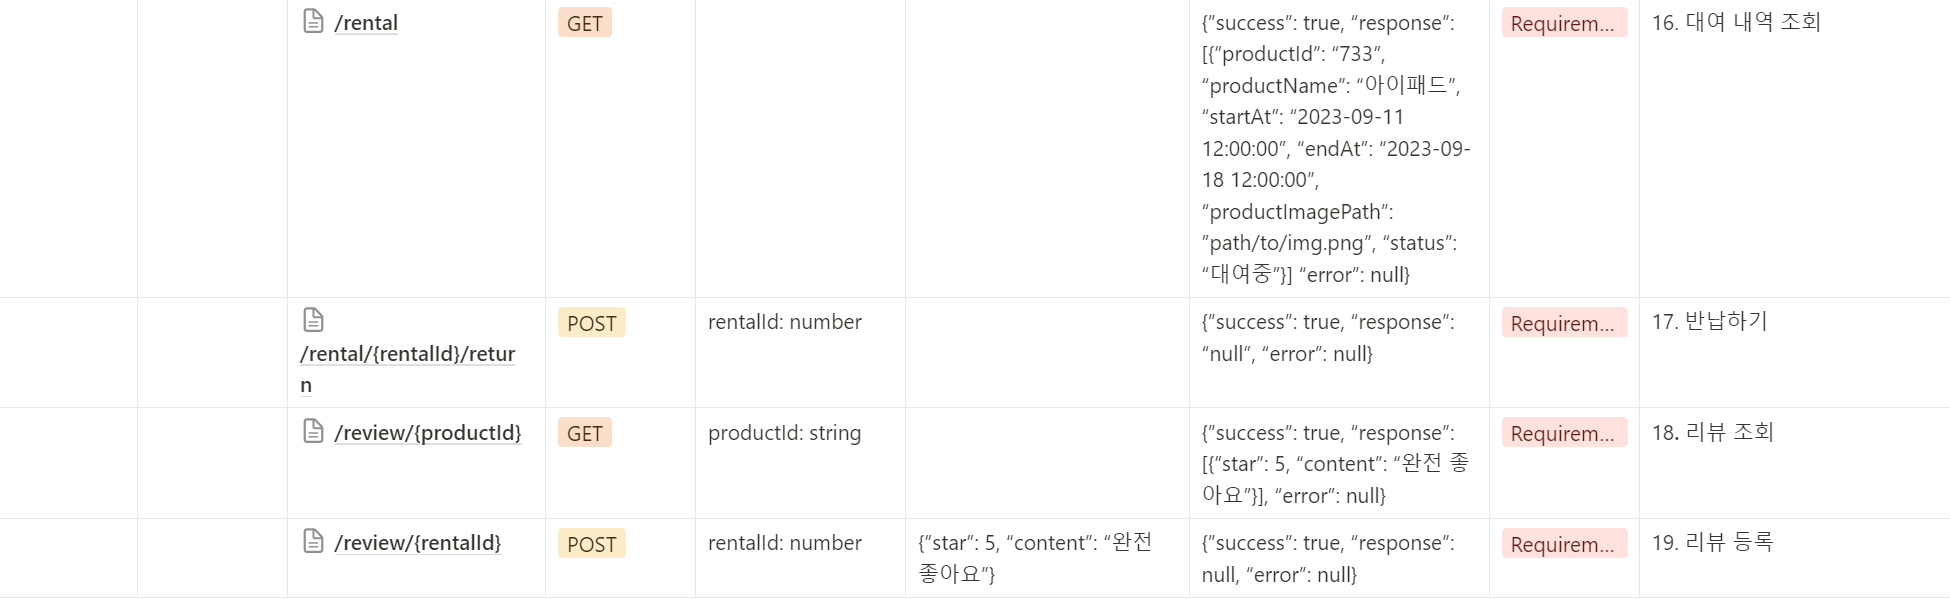 /rental
GET
{”success”: true, “response”:
[{”productId”: “733”,
“productName”: “아이패드”,
“startAt”: “2023-09-11
12:00:00”, “endAt”: “2023-09-
18 12:00:00”,
“productImagePath”:
“path/to/img.png”, “status”:
“대여중”}] “error”: null}
Requirem...
16. 대여 내역 조회
/rental/{rentalId}/retur
n
POST
rentalId: number
{”success”: true, “response”:
“null”, “error”: null}
Requirem...
17. 반납하기
/review/{productId}
GET
productId: string
{”success”: true, “response”:
[{”star”: 5, “content”: “완전 좋
아요”}], “error”: null}
Requirem...
18. 리뷰 조회
/review/{rentalId}
POST
rentalId: number
{”star”: 5, “content”: “완전
좋아요”}
{”success”: true, “response”:
null, “error”: null}
Requirem...
19. 리뷰 등록